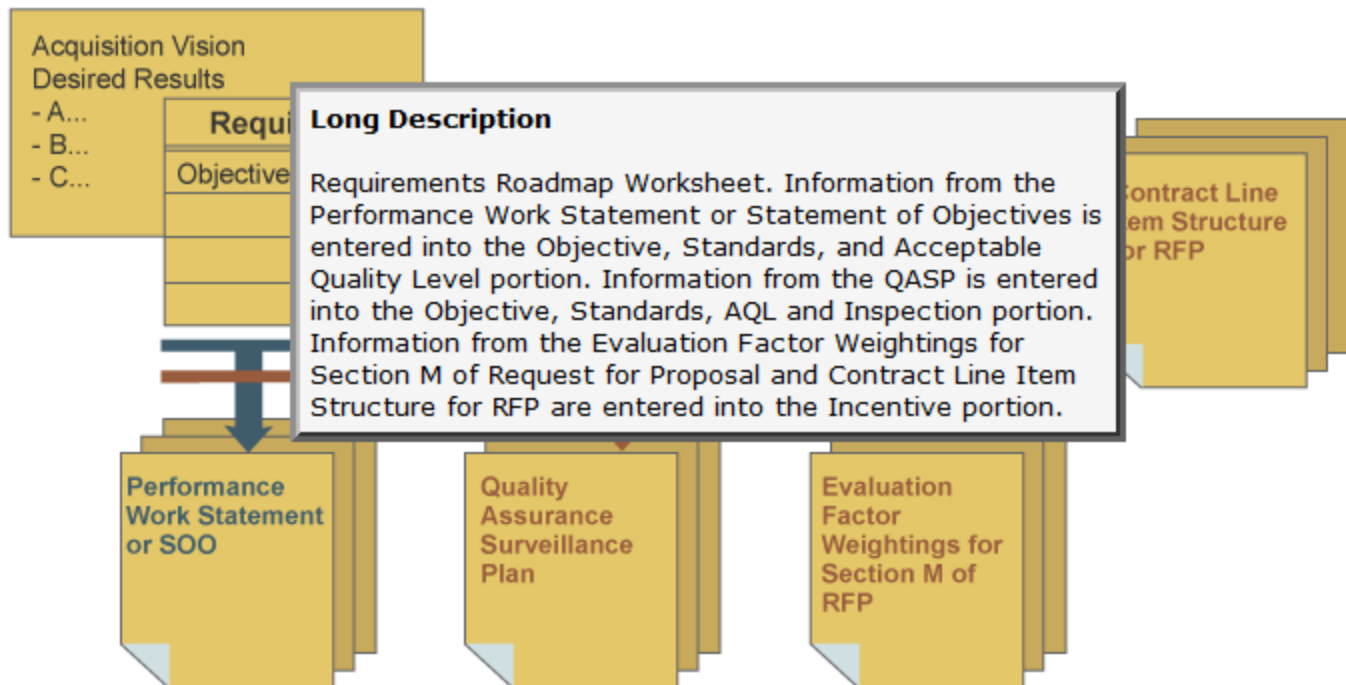 Acquisition Vision
Desired Results
- A...
- B...
- C...
Objective
Long Description
Requirements Roadmap Worksheet. Information from the
Performance Work Statement or Statement of Objectives is
entered into the Objective, Standards, and Acceptable
Quality Level portion. Information from the QASP is entered
into the Objective, Standards, AQL and Inspection portion.
Information from the Evaluation Factor Weightings for
Section M of Request for Proposal and Contract Line Item
Structure for RFP are entered into the Incentive portion.
Line
Structure
RFP
Performance
Work Statement
or SOO
Quality
Assurance
Surveillance
Plan
Evaluation
Factor
Weightings for
Section M of
RFP